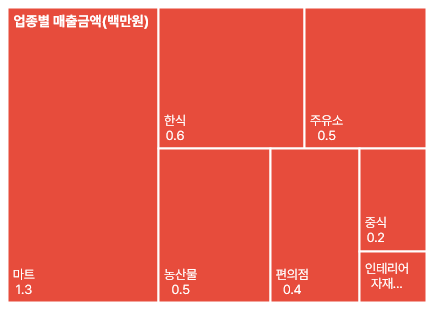 업종별 매출금액(백만원)
마트
1.3
한식
0.6
주유소
0.5
농산물
0.5
편의점
0.4
중식
0.2
인테리어
자재...